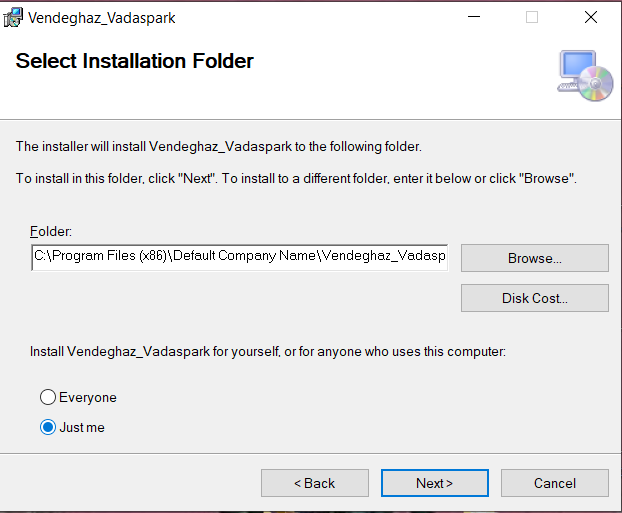 Vendeghaz_Vadaspark
Select Installation Folder
The installer will install Vendeghaz_Vadaspark to the following folder.
To install in this folder, click "Next". To install to a different folder, enter it below or click "Browse".
Folder:
C:\Program Files (x86)\Default Company Name\Vendeghaz_Vadasp
Browse...
Disk Cost...
Install Vendeghaz_Vadaspark for yourself, or for anyone who uses this computer:
Everyone
Just me
< Back
Next >
Cancel